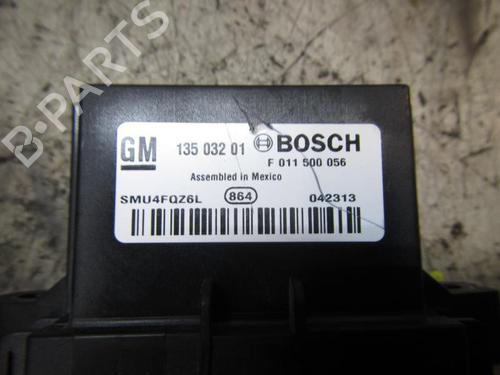 B-PARTS
GM 135 032 01 BOSCH
F 011 500 056
Assembled in Mexico
SMU4FQZ6L 864 042313